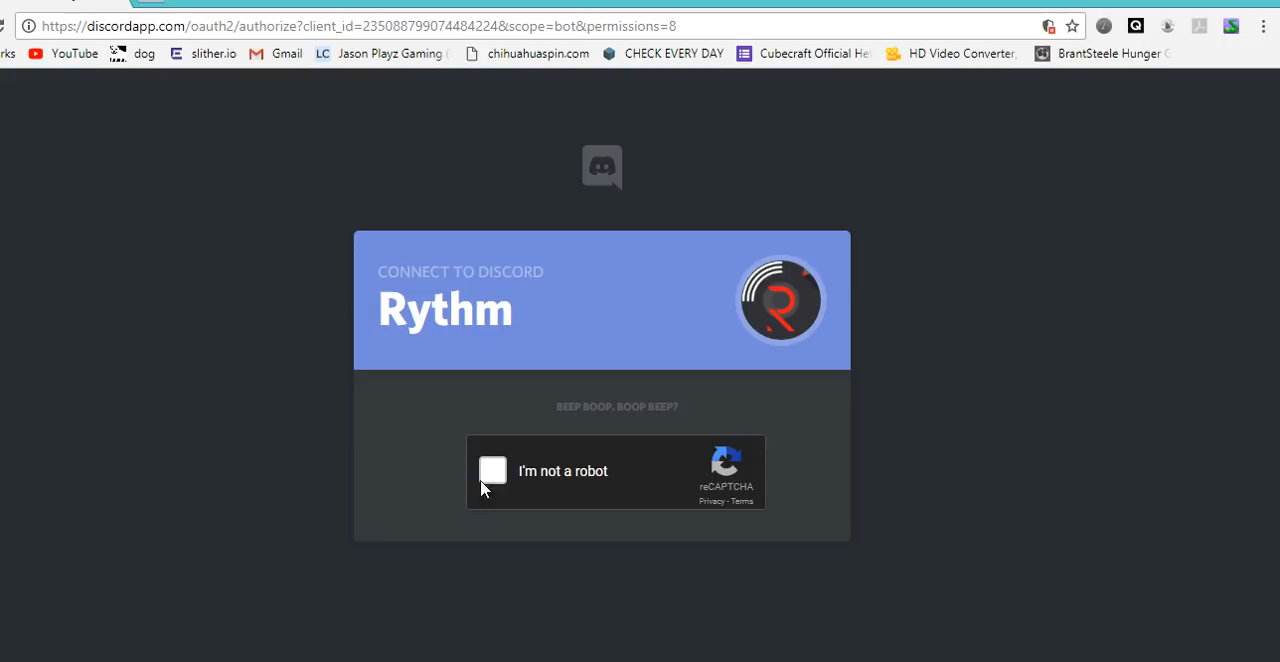 https://discordapp.com/oauth2/authorize?client_id=235088799074484224&scope=bot&permissions=8
rks YouTube dog slither.io Gmail LC Jason Playz Gaming ( chihuahuaspin.com CHECK EVERY DAY Cubecraft Official He HD Video Converter, BrantSteele Hunger G
CONNECT TO DISCORD
Rythm
BEEP BOOP. BOOP BEEP?
I'm not a robot
reCAPTCHA
Privacy - Terms